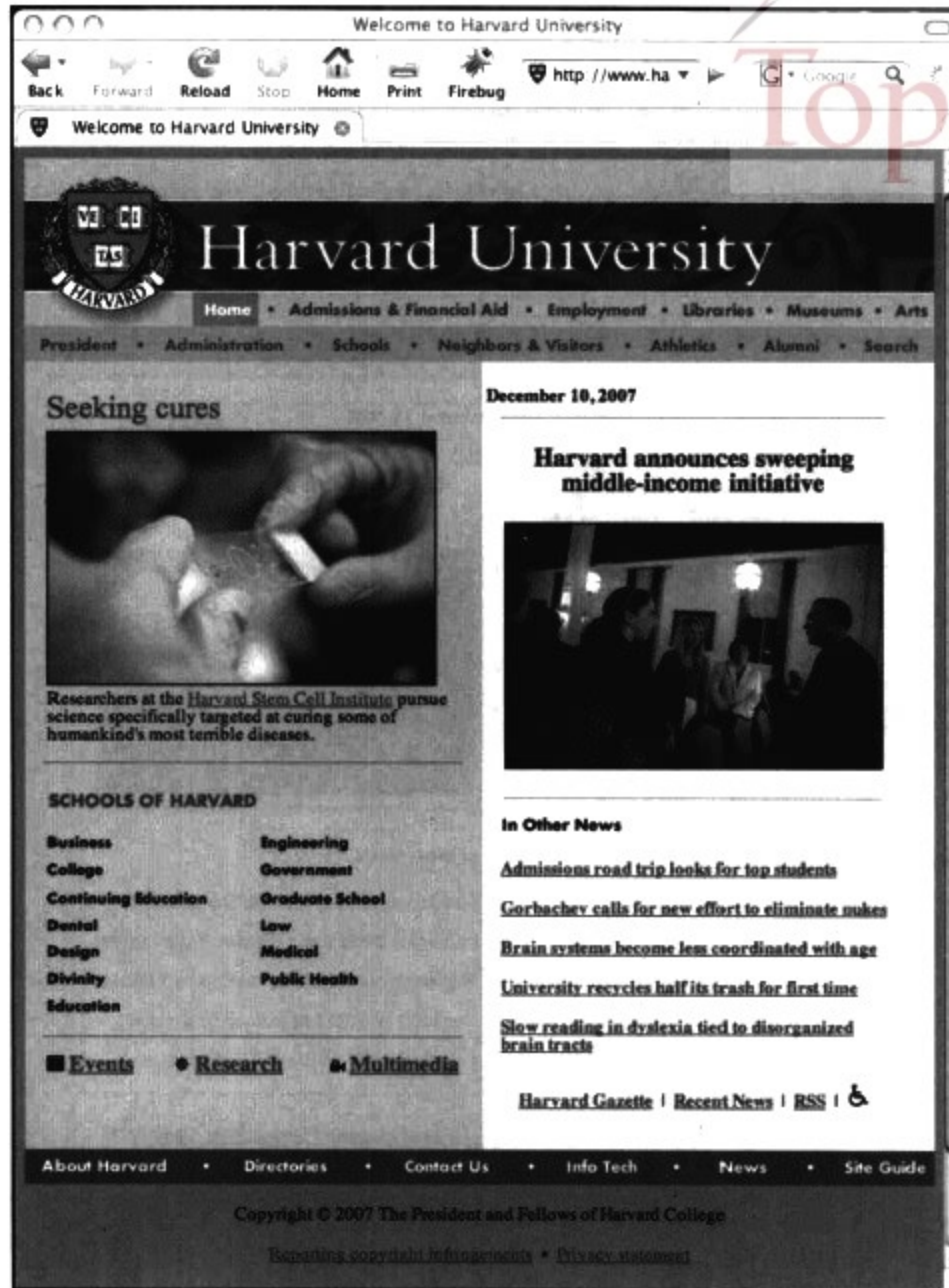 Welcome to Harvard University
Back Forward Reload Stop Home Print Firebug http //www.ha G Google
Top
Welcome to Harvard University
VE RI
TAS
HARVARD
Harvard University
Home • Admissions & Financial Aid • Employment • Libraries • Museums • Arts
President • Administration • Schools • Neighbors & Visitors • Athletics • Alumni • Search
Seeking cures
Researchers at the Harvard Stem Cell Institute pursue
science specifically targeted at curing some of
humankind's most terrible diseases.
SCHOOLS OF HARVARD
Business
College
Continuing Education
Dental
Design
Divinity
Education
Engineering
Government
Graduate School
Law
Medical
Public Health
Events Research Multimedia
December 10, 2007
Harvard announces sweeping
middle-income initiative
In Other News
Admissions road trip looks for top students
Gorbachev calls for new effort to eliminate nukes
Brain systems become less coordinated with age
University recycles half its trash for first time
Slow reading in dyslexia tied to disorganized
brain tracts
Harvard Gazette | Recent News | RSS |
About Harvard • Directories • Contact Us • Info Tech • News • Site Guide
Copyright © 2007 The President and Fellows of Harvard College
Reporting copyright infringements • Privacy statement